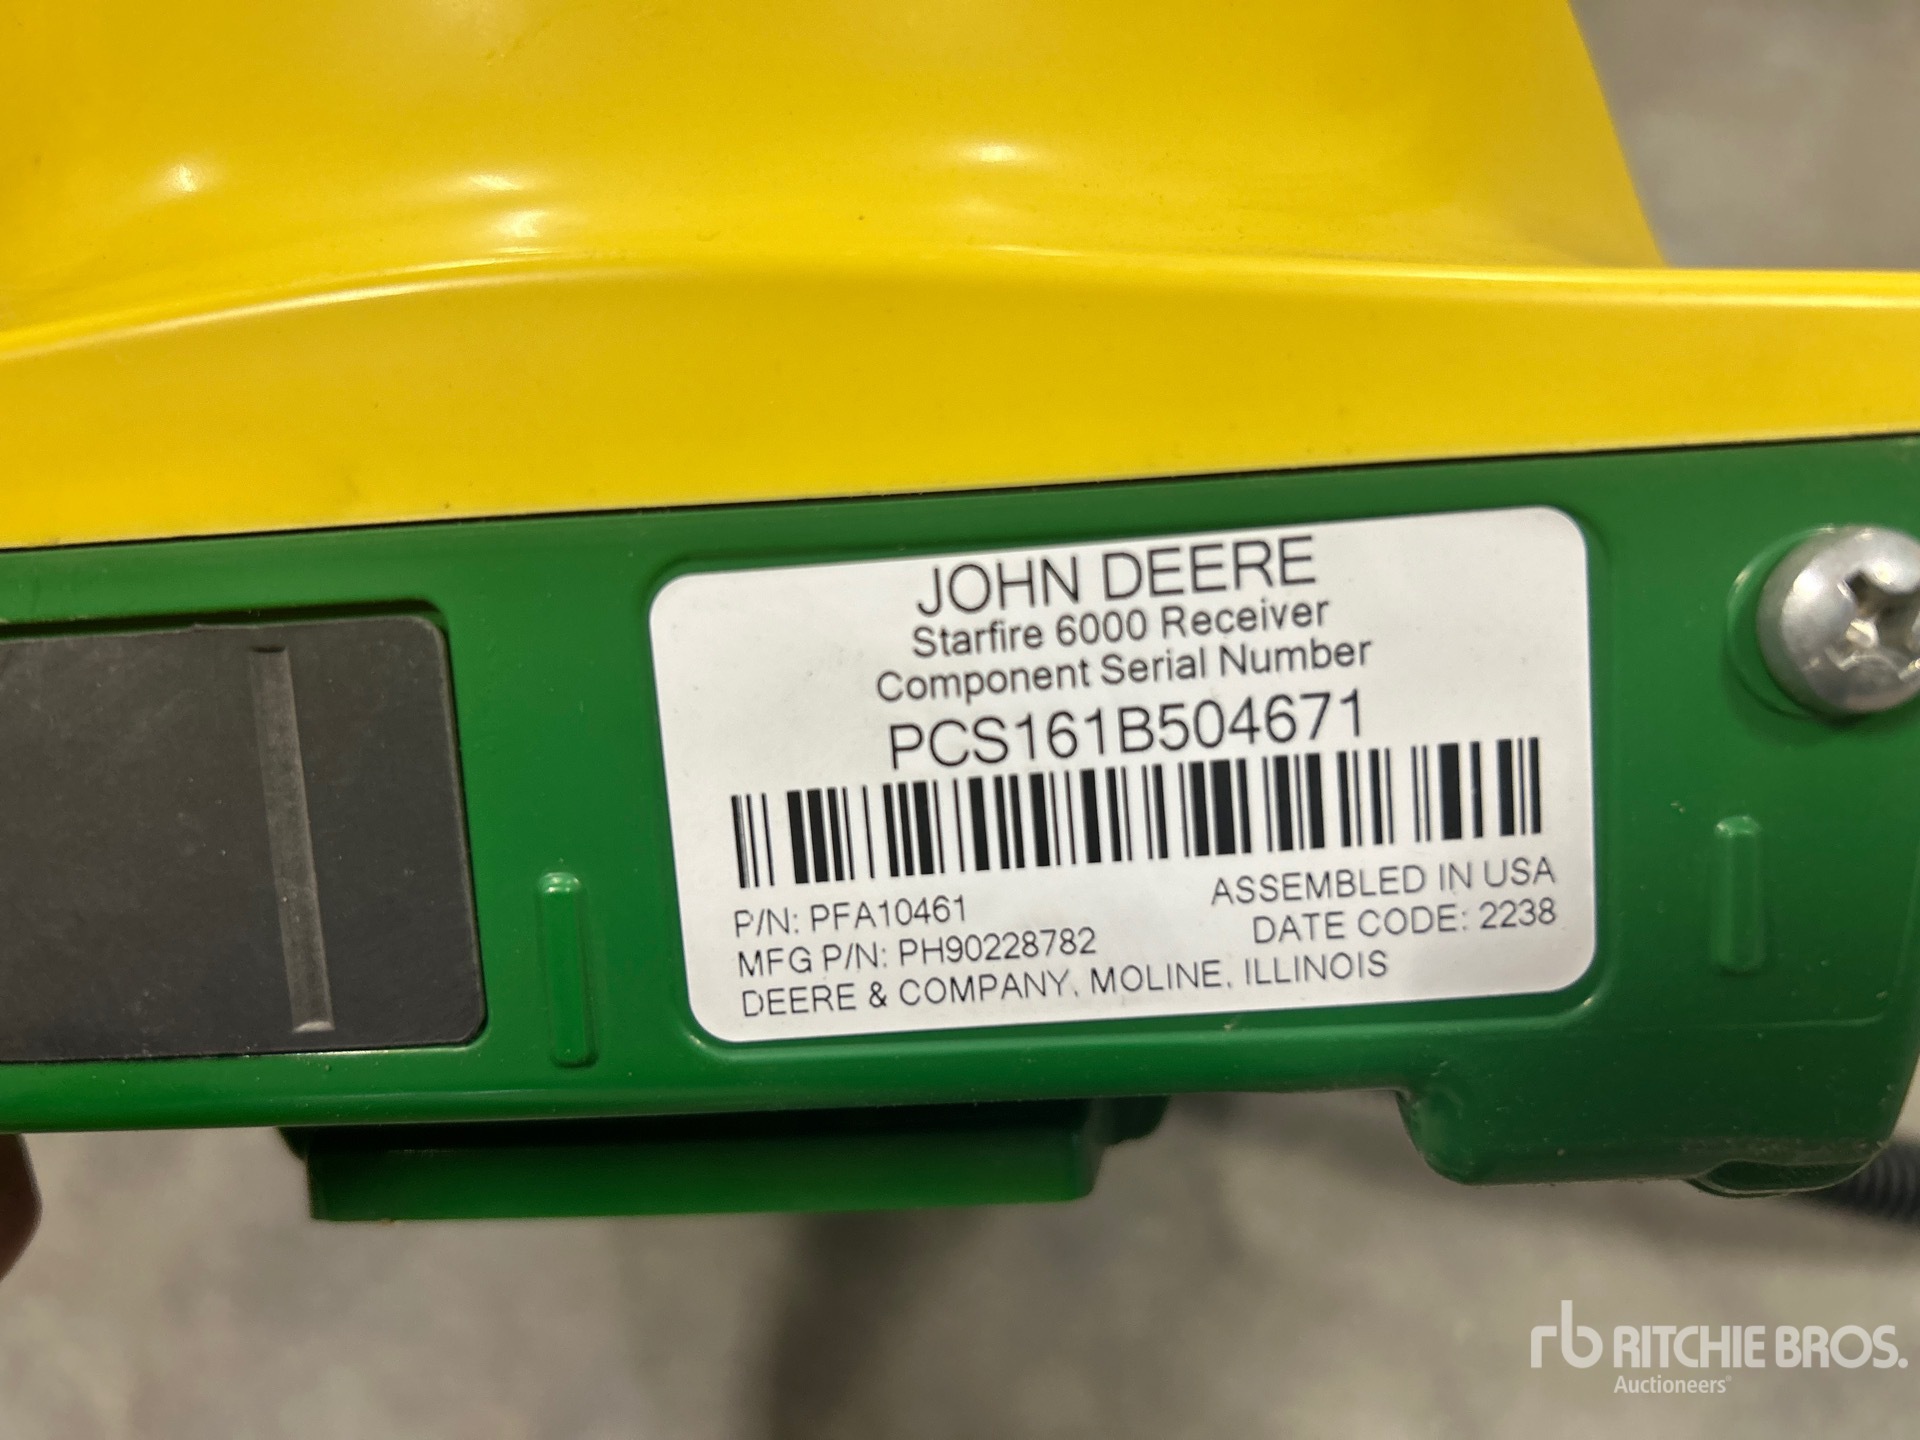 JOHN DEERE
Starfire 6000 Receiver
Component Serial Number
PCS161B504671
P/N: PFA10461
ASSEMBLED IN USA
MFG P/N: PH90228782
DATE CODE: 2238
DEERE & COMPANY, MOLINE, ILLINOIS
rb RITCHIE BROS.
Auctioneers